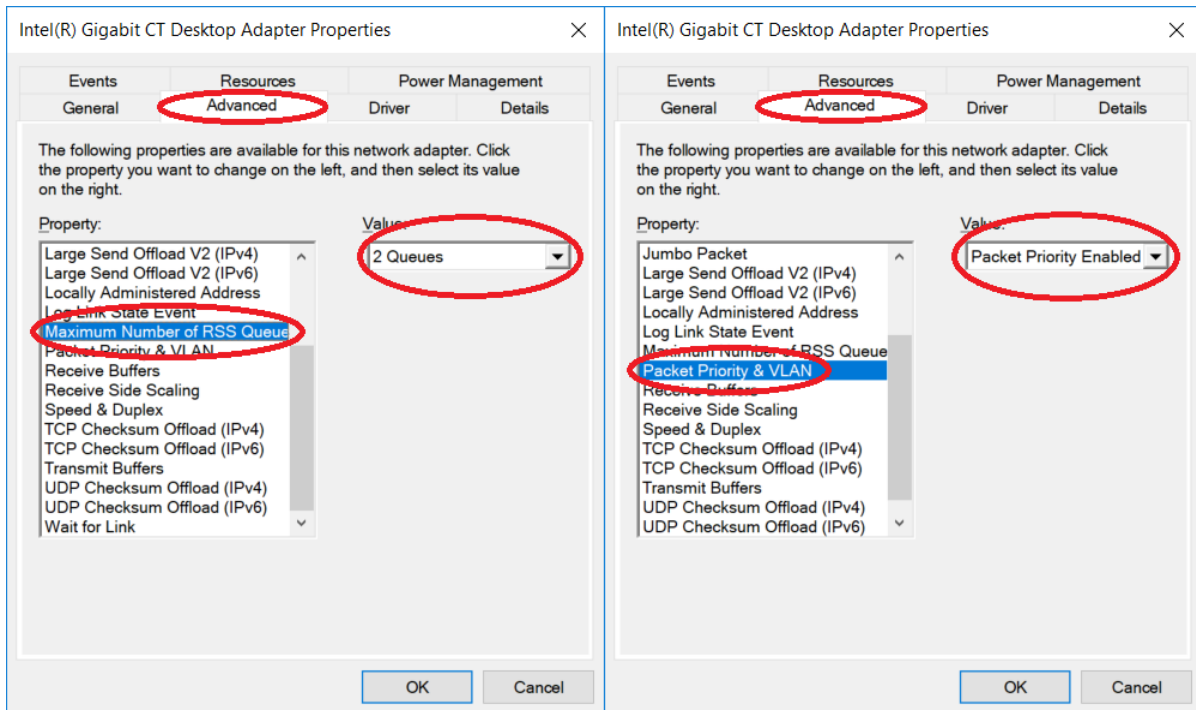 Intel(R) Gigabit CT Desktop Adapter Properties
Events Resources Power Management
General Advanced Driver Details
The following properties are available for this network adapter. Click
the property you want to change on the left, and then select its value
on the right.
Property:
Value:
Large Send Offload V2 (IPv4)
Large Send Offload V2 (IPv6)
Locally Administered Address
Log Link State Event
Maximum Number of RSS Queue
Packet Priority & VLAN
Receive Buffers
Receive Side Scaling
Speed & Duplex
TCP Checksum Offload (IPv4)
TCP Checksum Offload (IPv6)
Transmit Buffers
UDP Checksum Offload (IPv4)
UDP Checksum Offload (IPv6)
Wait for Link
2 Queues
OK Cancel
Intel(R) Gigabit CT Desktop Adapter Properties
Events Resources Power Management
General Advanced Driver Details
The following properties are available for this network adapter. Click
the property you want to change on the left, and then select its value
on the right.
Property:
Value:
Jumbo Packet
Large Send Offload V2 (IPv4)
Large Send Offload V2 (IPv6)
Locally Administered Address
Log Link State Event
Maximum Number of RSS Queue
Packet Priority & VLAN
Receive Buffers
Receive Side Scaling
Speed & Duplex
TCP Checksum Offload (IPv4)
TCP Checksum Offload (IPv6)
Transmit Buffers
UDP Checksum Offload (IPv4)
UDP Checksum Offload (IPv6)
Packet Priority Enabled
OK Cancel